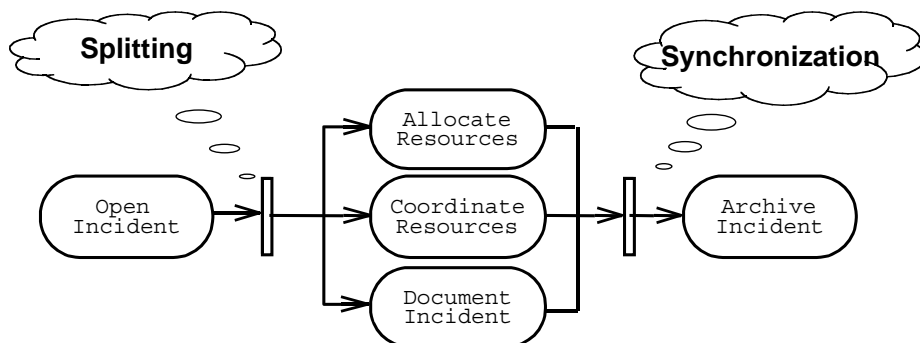 Splitting
Synchronization
Allocate
Resources
Open
Incident
Coordinate
Resources
Archive
Incident
Document
Incident